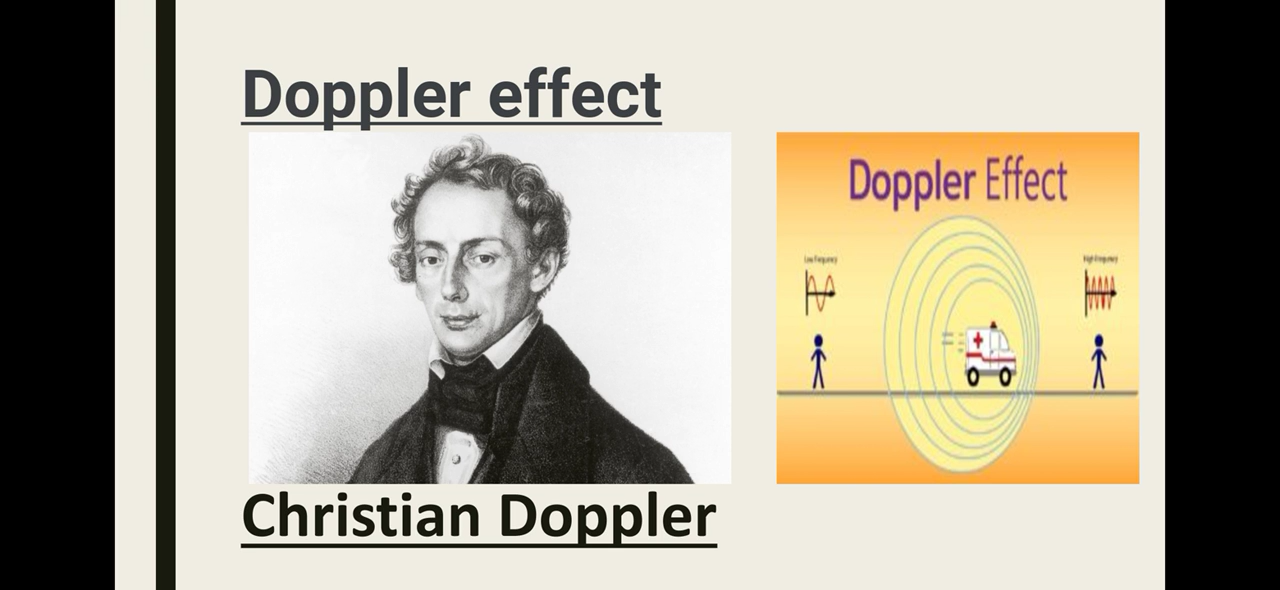 Doppler effect
Doppler Effect
Low Frequency
High Frequency
Christian Doppler